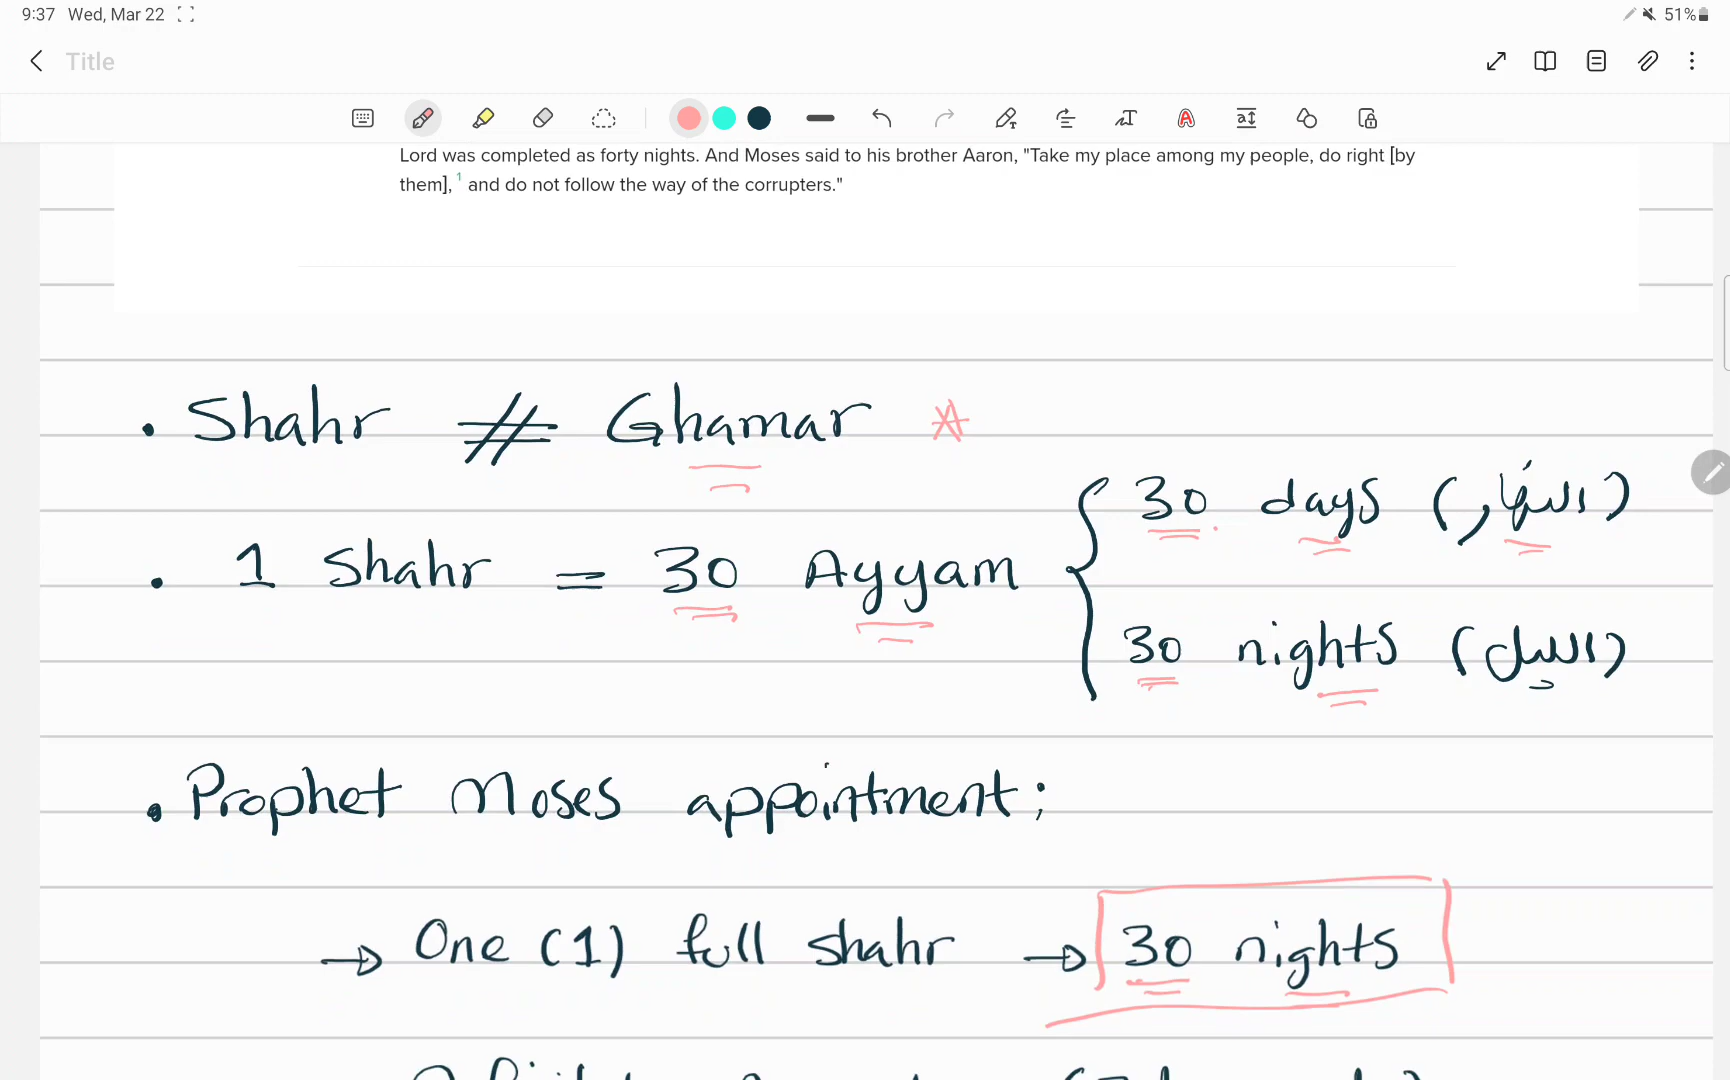 9:37 Wed, Mar 22
51%
Title
Lord was completed as forty nights. And Moses said to his brother Aaron, "Take my place among my people, do right [by
them], 1 and do not follow the way of the corrupters."
• Shahr ≠ Ghamar *
• 1 Shahr = 30 Ayyam {
30 days (النهار)
30 nights (الليل)
• Prophet Moses appointment:
→ One (1) full shahr → 30 nights